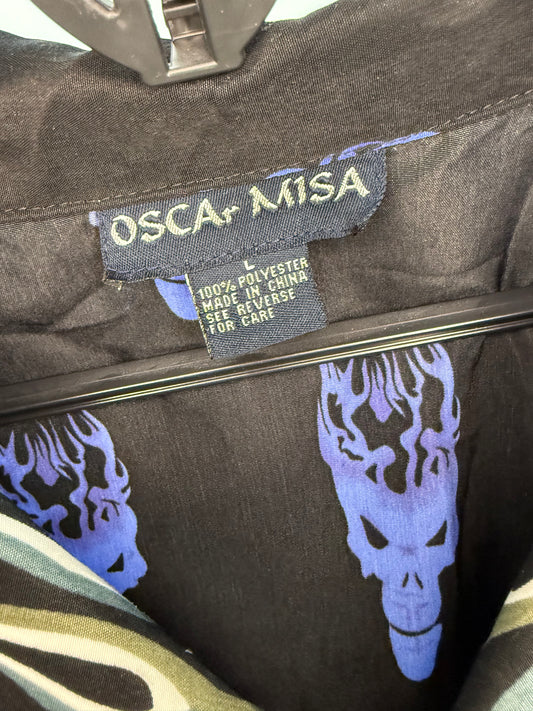 OSCAr MISA
L
100% POLYESTER
MADE IN CHINA
SEE REVERSE
FOR CARE